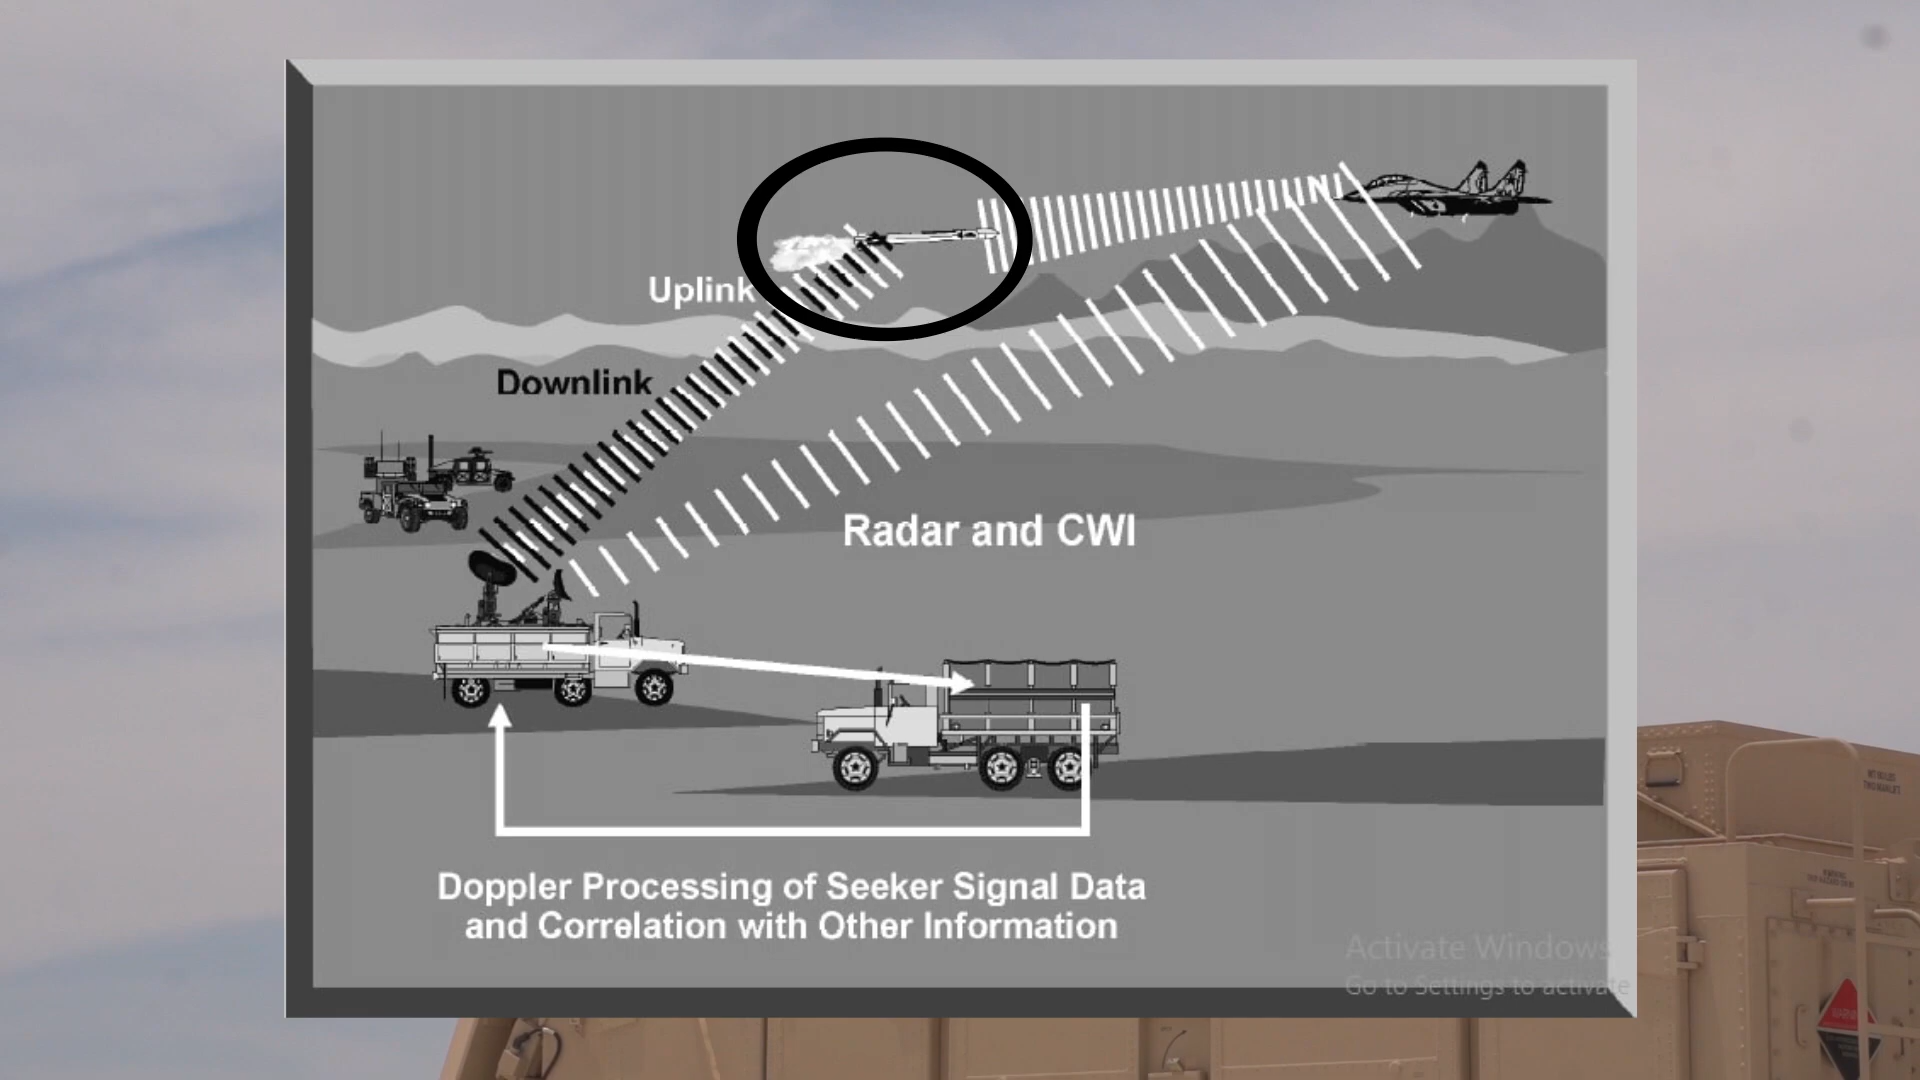 Uplink
Downlink
Radar and CWI
Doppler Processing of Seeker Signal Data
and Correlation with Other Information
Activate Windows
Go to Settings to activate
WARNING